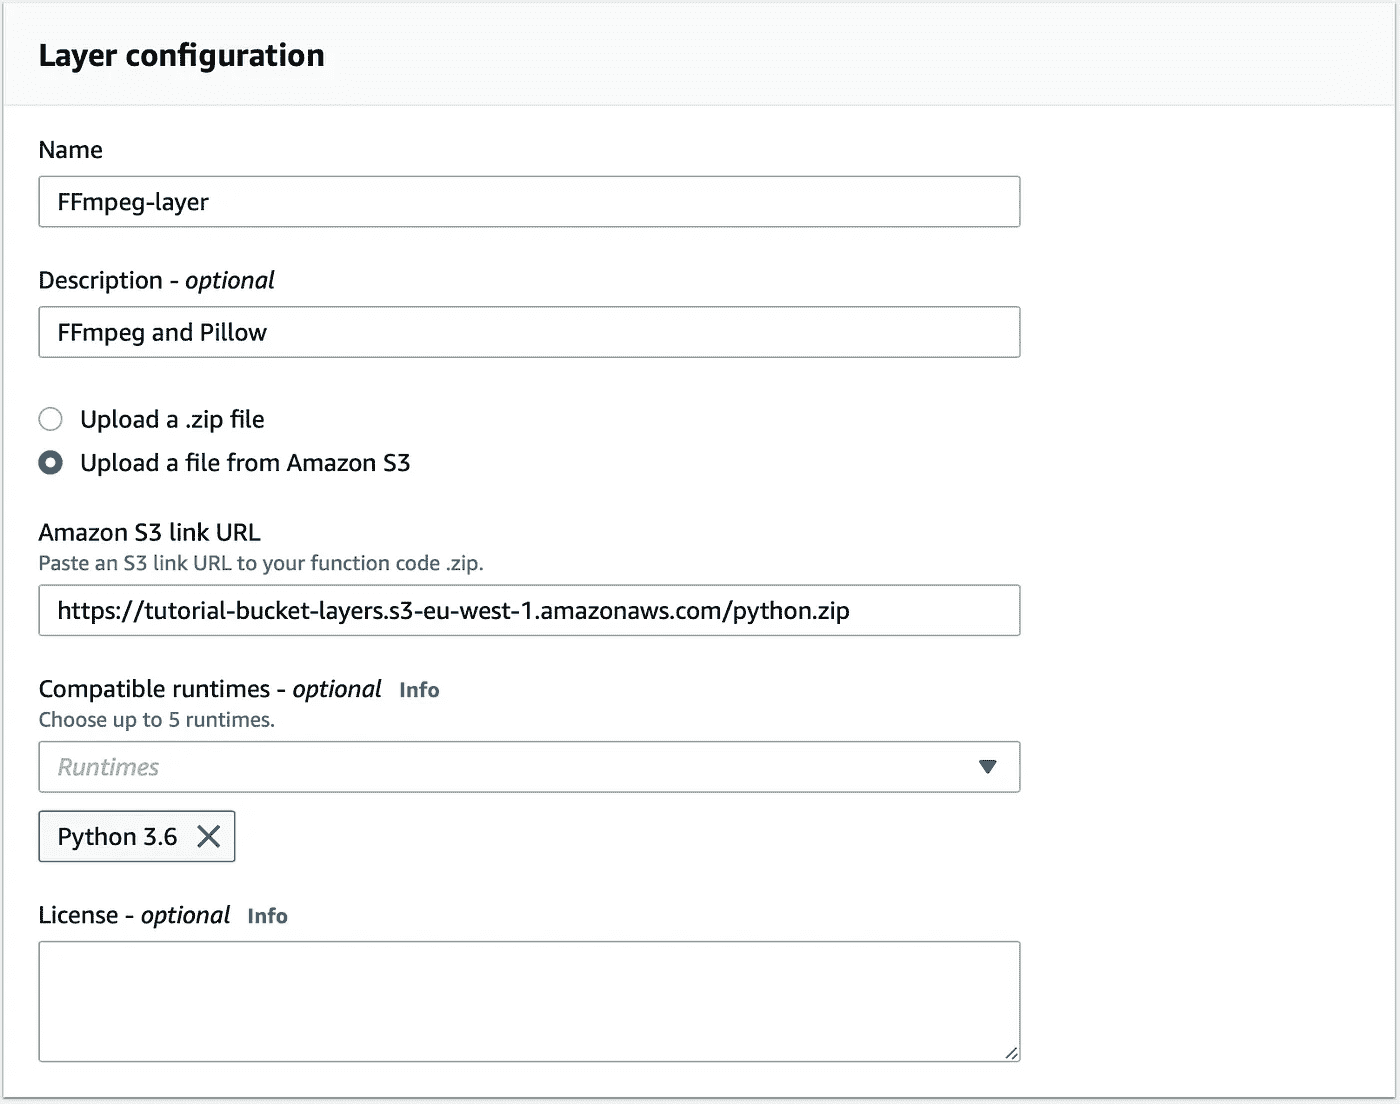 Layer configuration
Name
FFmpeg-layer
Description - optional
FFmpeg and Pillow
Upload a .zip file
Upload a file from Amazon S3
Amazon S3 link URL
Paste an S3 link URL to your function code .zip.
https://tutorial-bucket-layers.s3-eu-west-1.amazonaws.com/python.zip
Compatible runtimes - optional Info
Choose up to 5 runtimes.
Runtimes
Python 3.6
License - optional Info